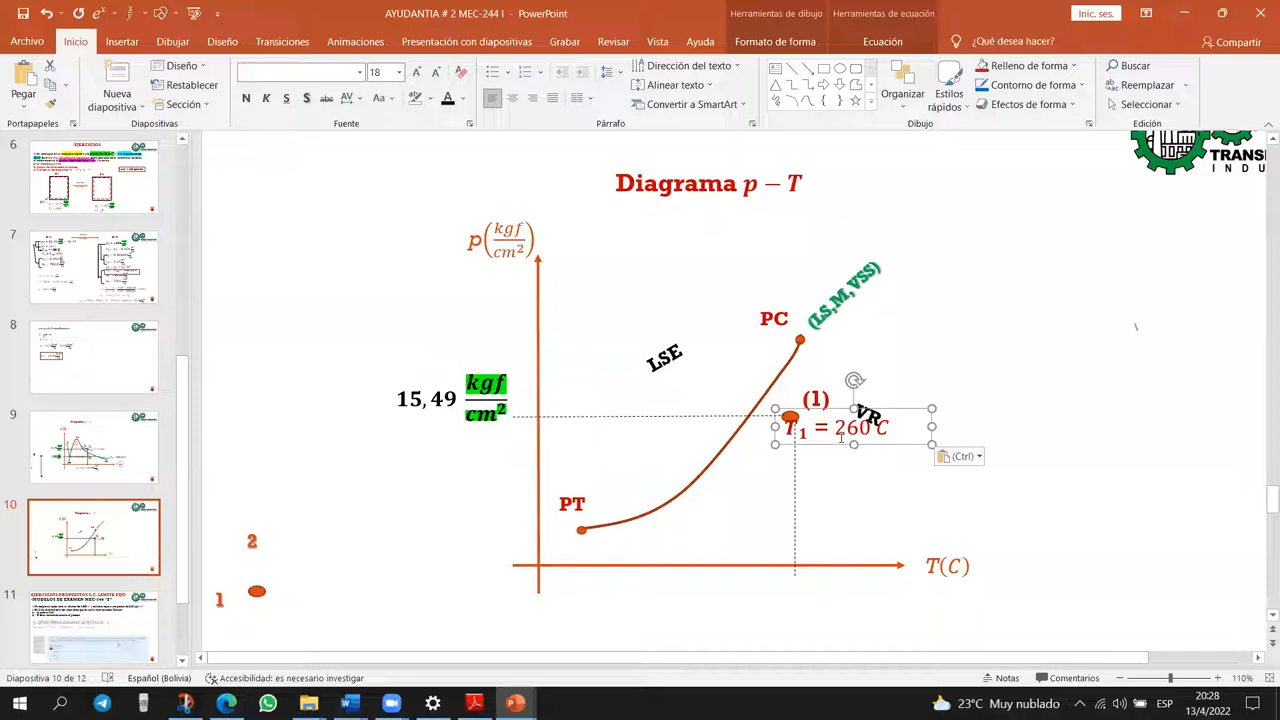 AYUDANTIA # 2 MEC-244 I - PowerPoint
Herramientas de dibujo
Herramientas de ecuación
Inic. ses.
Archivo
Inicio
Insertar
Dibujar
Diseño
Transiciones
Animaciones
Presentación con diapositivas
Grabar
Revisar
Vista
Ayuda
Formato de forma
Ecuación
¿Qué desea hacer?
Compartir
Pegar
Nueva diapositiva
Diseño
Restablecer
Sección
18
N K S S abc AV
Aa
A
Dirección del texto
Alinear texto
Convertir a SmartArt
Organizar
Estilos rápidos
Relleno de forma
Contorno de forma
Efectos de forma
Buscar
Reemplazar
Seleccionar
Portapapeles
Diapositivas
Fuente
Párrafo
Dibujo
Edición
EJERCICIOS
7
8
9
10
11
TRANS
INDU
Diagrama p − T
p(kgf/cm²)
(LS,M,VSS)
PC
LSE
15,49 kgf/cm²
(1)
VR
T₁ = 260 C
(Ctrl)
PT
2
1
T(C)
Diapositiva 10 de 12
Español (Bolivia)
Accesibilidad: es necesario investigar
Notas
Comentarios
110%
23°C Muy nublado
ESP
20:28
13/4/2022